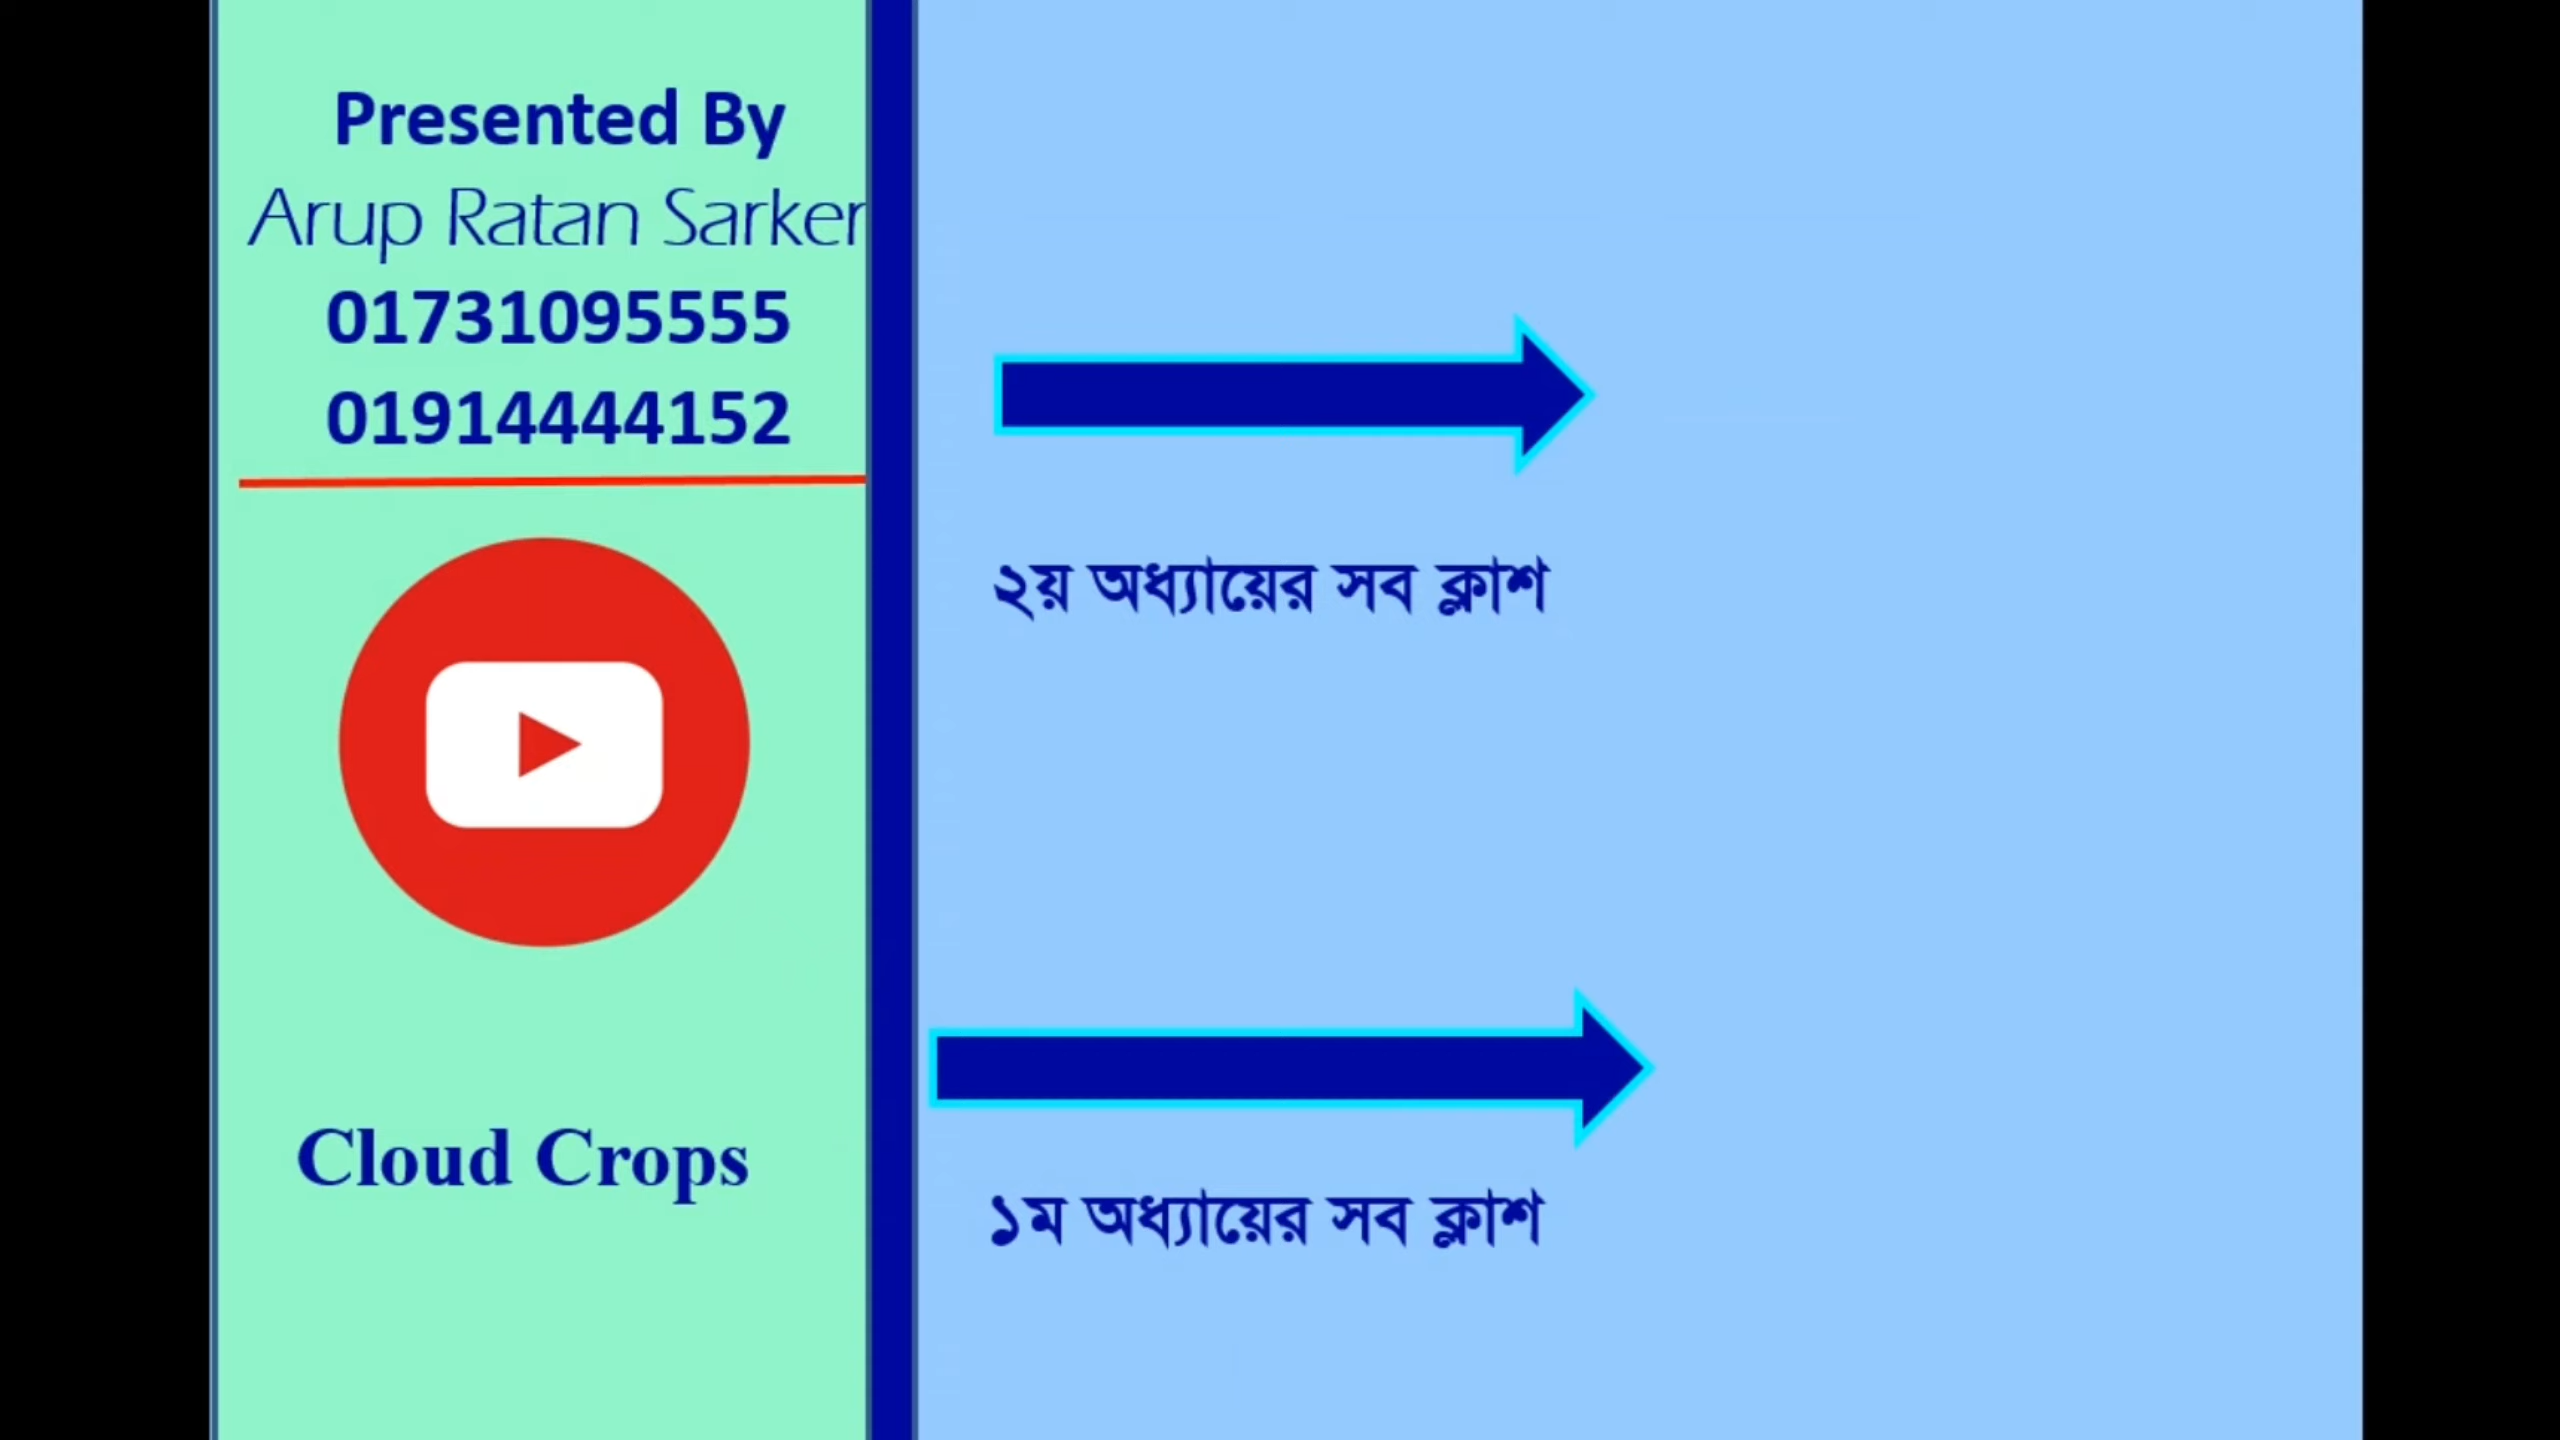 Presented By
Arup Ratan Sarker
01731095555
01914444152
Cloud Crops
২য় অধ্যায়ের সব ক্লাশ
১ম অধ্যায়ের সব ক্লাশ